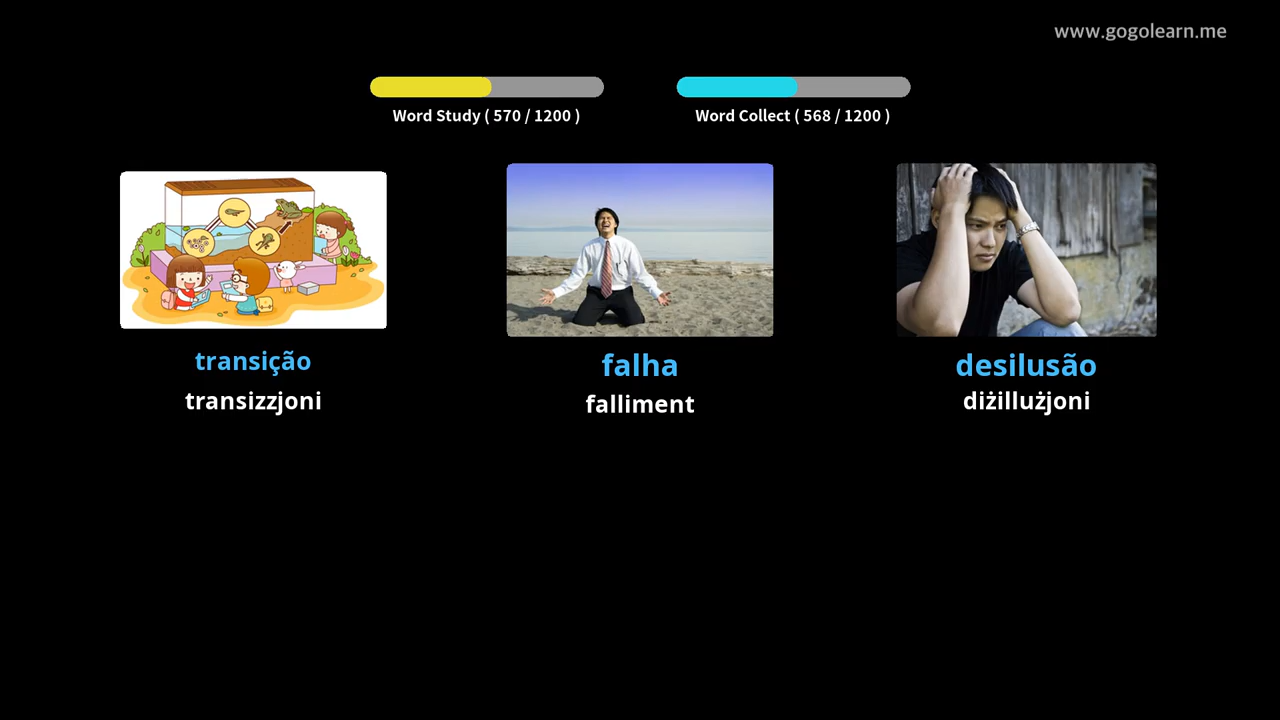 www.gogolearn.me
Word Study ( 570 / 1200 )
Word Collect ( 568 / 1200 )
transição
transizzjoni
falha
falliment
desilusão
diżillużjoni